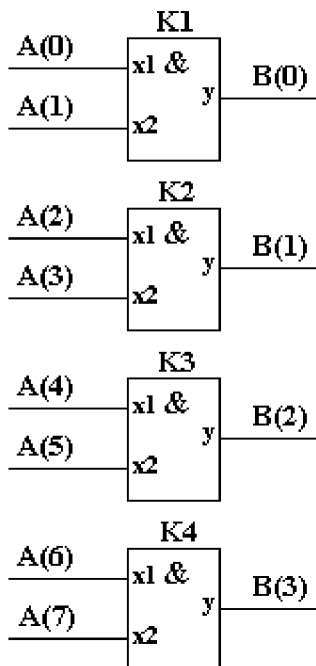 K1
A(0)
x1 &
B(0)
y
A(1)
x2
K2
A(2)
x1 &
B(1)
y
A(3)
x2
K3
A(4)
x1 &
B(2)
y
A(5)
x2
K4
A(6)
x1 &
B(3)
y
A(7)
x2